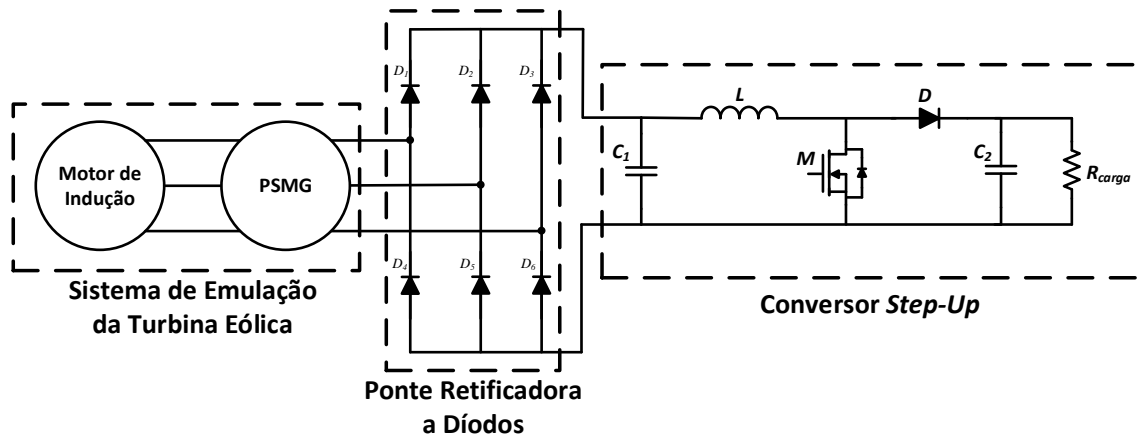 D1
D2
D3
L
D
C1
M
C2
Rcarga
Motor de
Indução
PSMG
D4
D5
D6
Sistema de Emulação
da Turbina Eólica
Conversor Step-Up
Ponte Retificadora
a Díodos